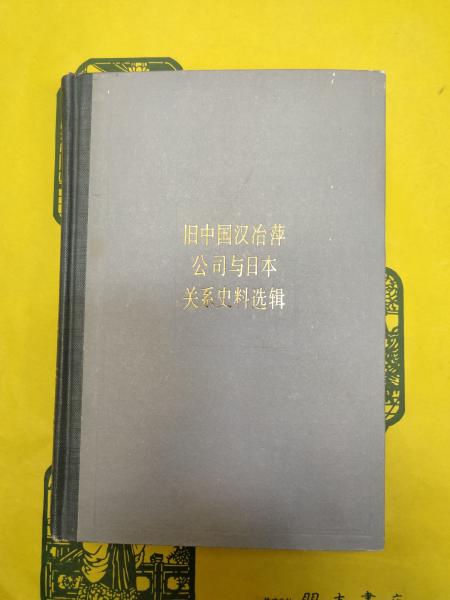 旧中国汉冶萍
公司与日本
关系史料选辑